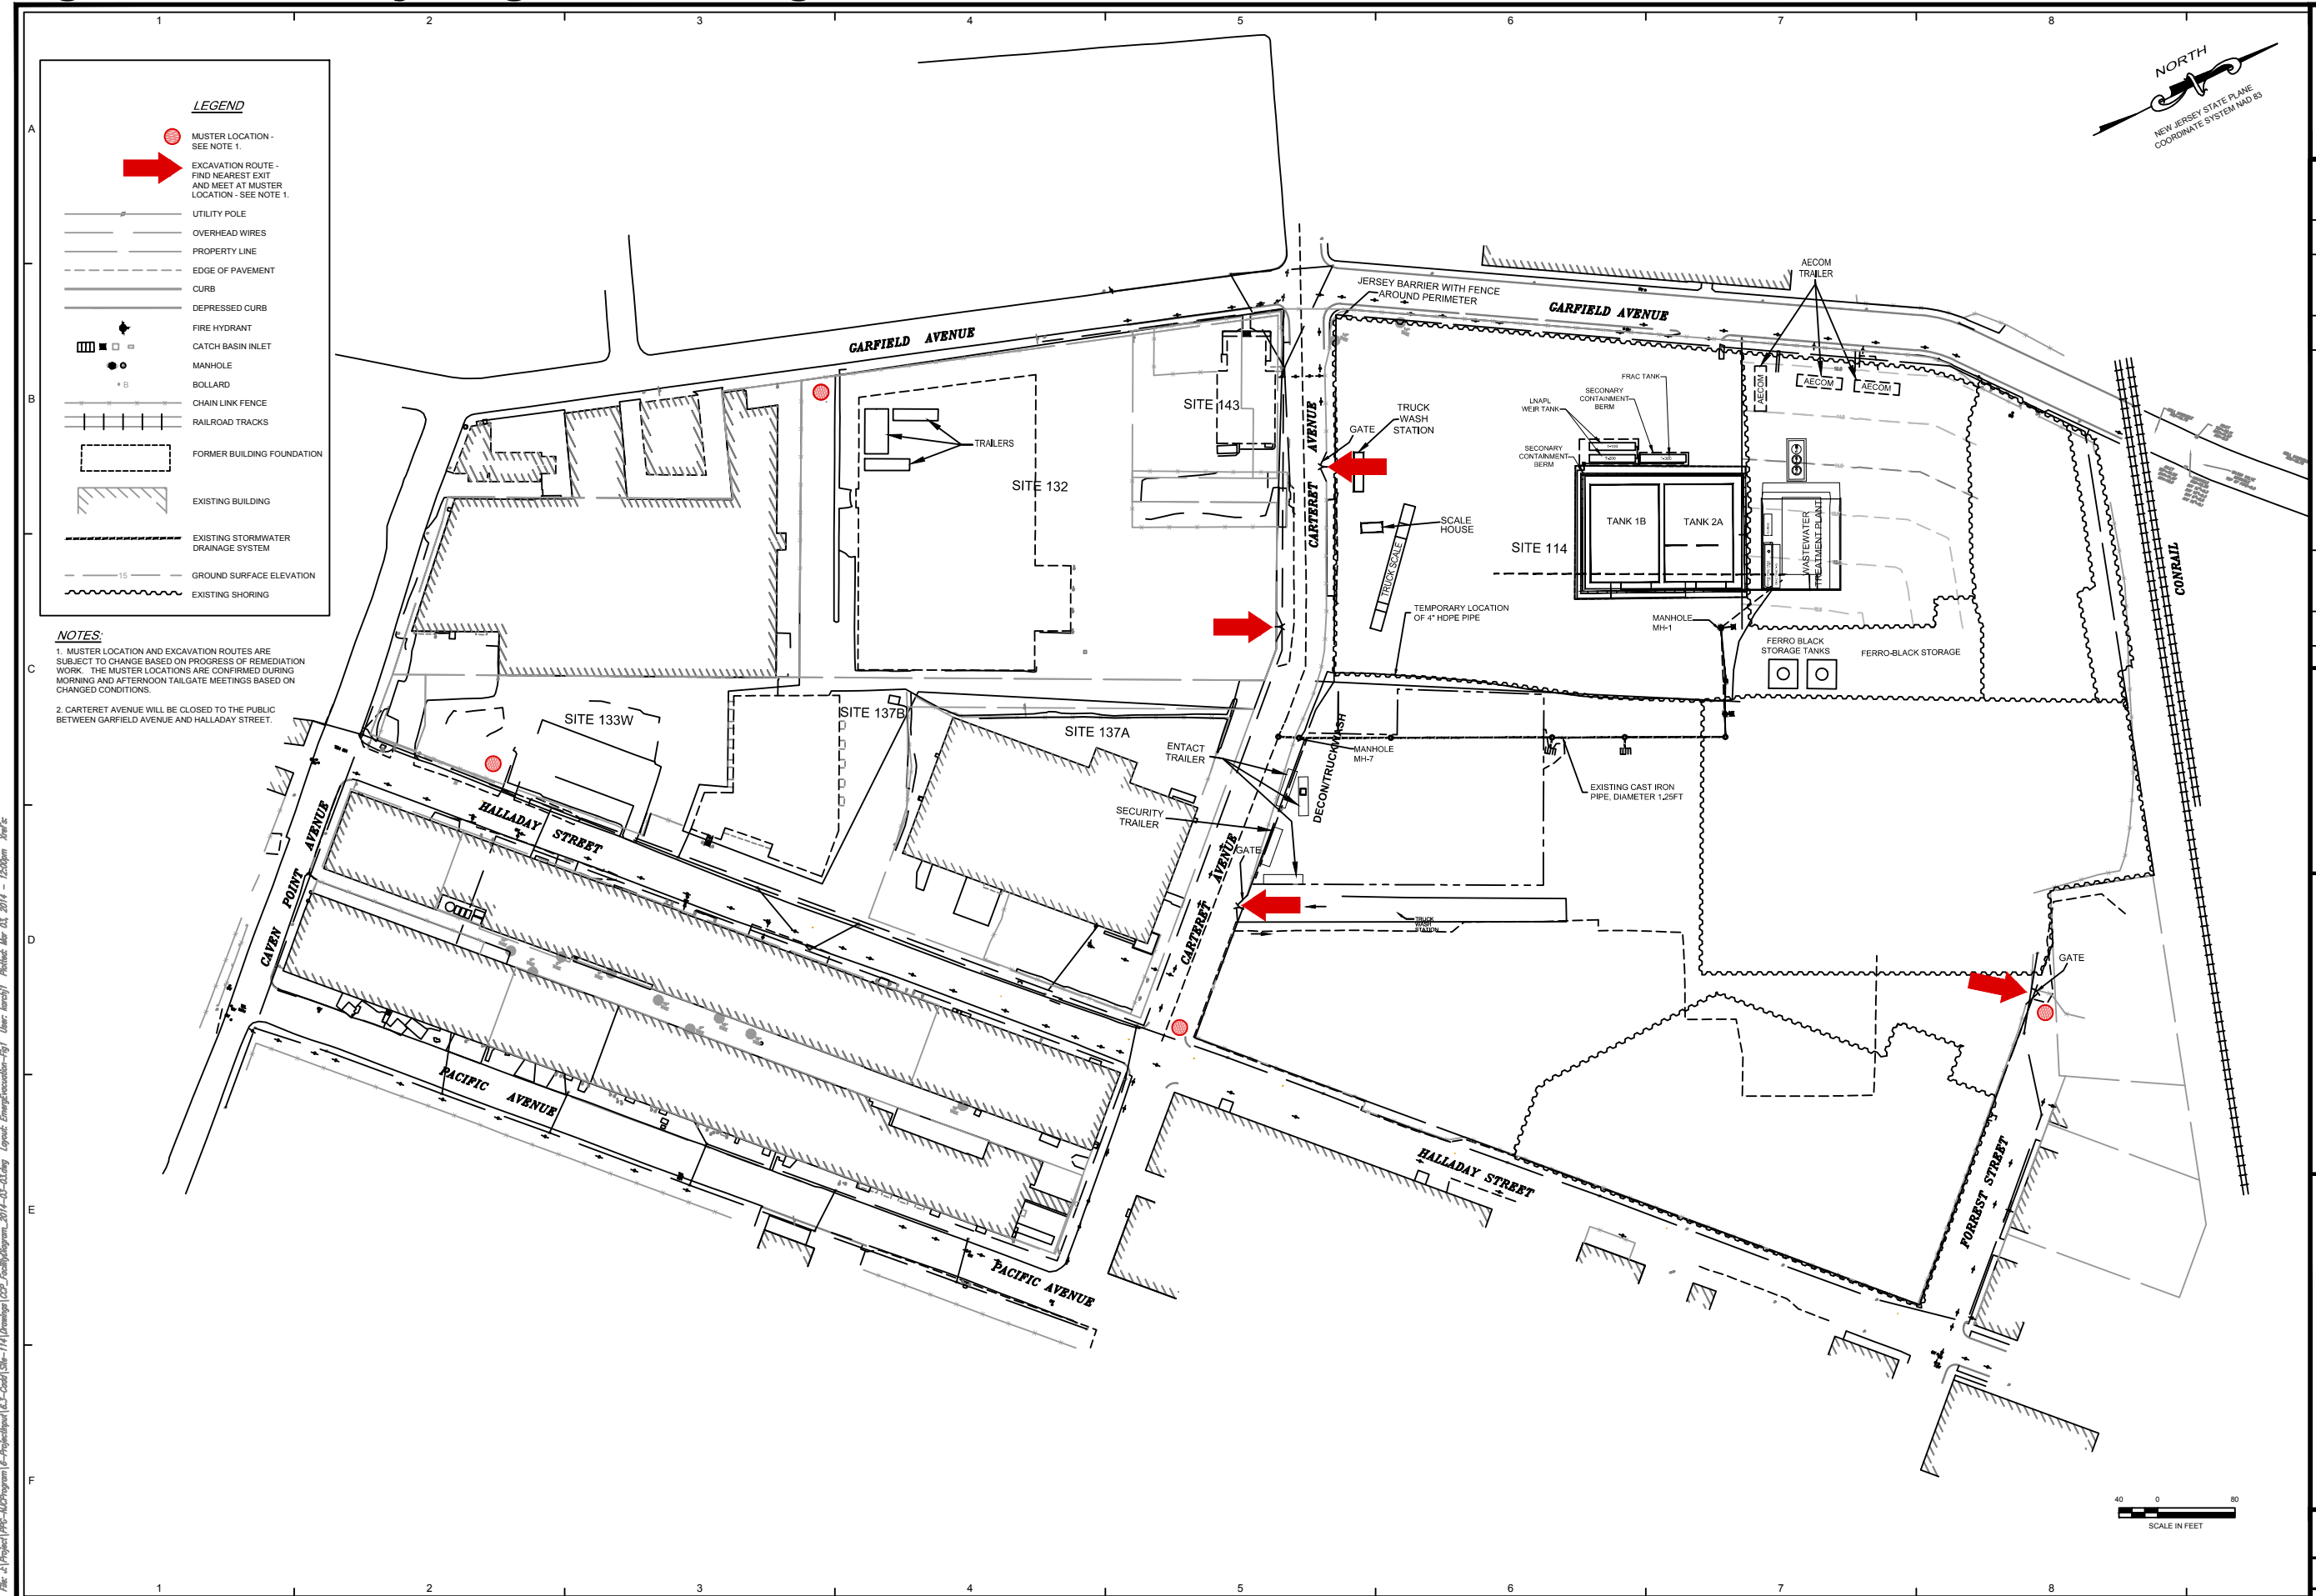 1 2 3 4 5 6 7 8
A
B
C
D
E
F
LEGEND
MUSTER LOCATION -
SEE NOTE 1.
EXCAVATION ROUTE -
FIND NEAREST EXIT
AND MEET AT MUSTER
LOCATION - SEE NOTE 1.
UTILITY POLE
OVERHEAD WIRES
PROPERTY LINE
EDGE OF PAVEMENT
CURB
DEPRESSED CURB
FIRE HYDRANT
CATCH BASIN INLET
MANHOLE
B BOLLARD
CHAIN LINK FENCE
RAILROAD TRACKS
FORMER BUILDING FOUNDATION
EXISTING BUILDING
EXISTING STORMWATER
DRAINAGE SYSTEM
15 GROUND SURFACE ELEVATION
EXISTING SHORING
NOTES:
1. MUSTER LOCATION AND EXCAVATION ROUTES ARE
SUBJECT TO CHANGE BASED ON PROGRESS OF REMEDIATION
WORK. THE MUSTER LOCATIONS ARE CONFIRMED DURING
MORNING AND AFTERNOON TAILGATE MEETINGS BASED ON
CHANGED CONDITIONS.
2. CARTERET AVENUE WILL BE CLOSED TO THE PUBLIC
BETWEEN GARFIELD AVENUE AND HALLADAY STREET.
NORTH
NEW JERSEY STATE PLANE
COORDINATE SYSTEM NAD 83
AECOM
TRAILER
JERSEY BARRIER WITH FENCE
AROUND PERIMETER
GARFIELD AVENUE
GARFIELD AVENUE
AECOM
AECOM
AECOM
FRAC TANK
SECONARY
CONTAINMENT
BERM
LNAPL
WEIR TANK
SECONARY
CONTAINMENT
BERM
SITE 143
CARTERET AVENUE
TRUCK
WASH
STATION
GATE
TRAILERS
SITE 132
SCALE
HOUSE
TRUCK SCALE
TANK 1B
TANK 2A
SITE 114
WASTEWATER
TREATMENT PLANT
CONRAIL
TEMPORARY LOCATION
OF 4" HDPE PIPE
MANHOLE
MH-1
FERRO BLACK
STORAGE TANKS
FERRO-BLACK STORAGE
SITE 133W
SITE 137B
SITE 137A
ENTACT
TRAILER
MANHOLE
MH-7
DECON/TRUCKWASH
EXISTING CAST IRON
PIPE, DIAMETER 1.25FT
SECURITY
TRAILER
GATE
CARTERET AVENUE
HALLADAY STREET
CAVEN POINT AVENUE
TRUCK
WASH
STATION
GATE
PACIFIC AVENUE
HALLADAY STREET
FORREST STREET
PACIFIC AVENUE
40 0 80
SCALE IN FEET
1 2 3 4 5 6 7 8